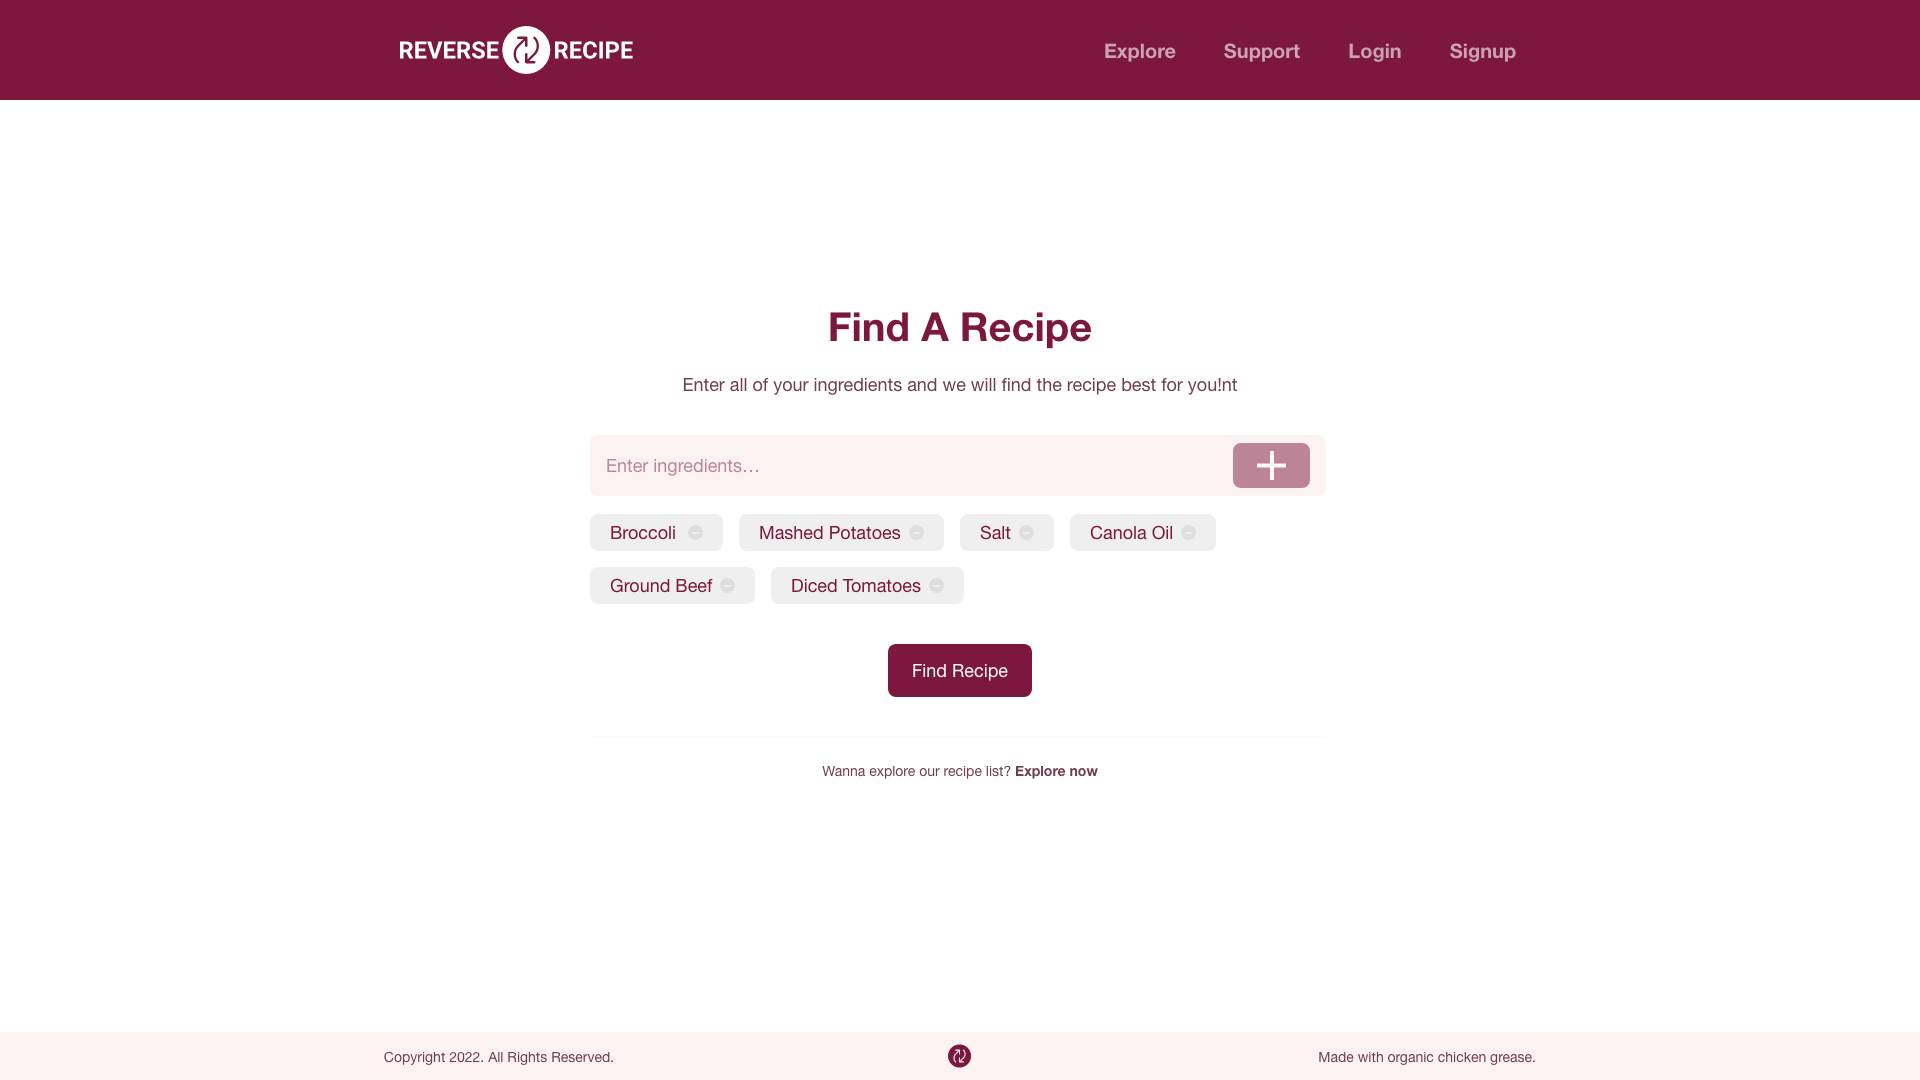 REVERSE RECIPE
Explore Support Login Signup
Find A Recipe
Enter all of your ingredients and we will find the recipe best for you!nt
Enter ingredients…
Broccoli Mashed Potatoes Salt Canola Oil
Ground Beef Diced Tomatoes
Find Recipe
Wanna explore our recipe list? Explore now
Copyright 2022. All Rights Reserved. Made with organic chicken grease.